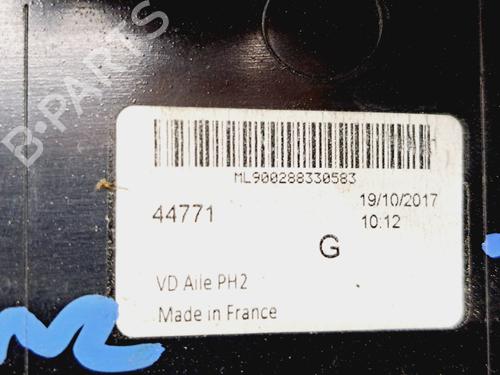 B-PARTS
ML900288330583
44771
19/10/2017
10:12
G
VD Aile PH2
Made in France